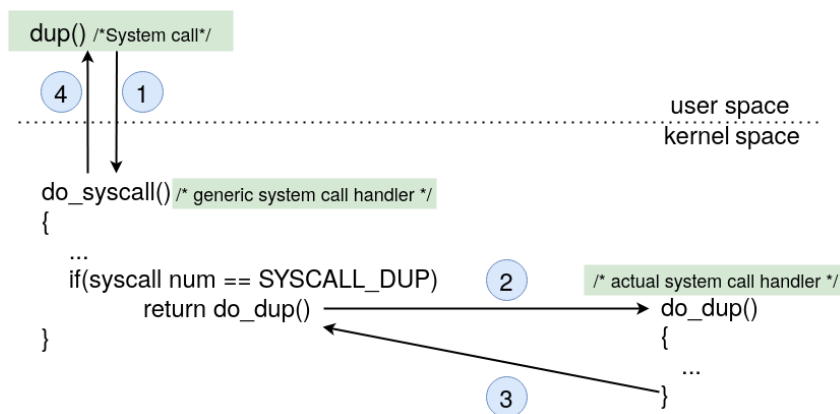 dup() /*System call*/
4
1
user space
kernel space
do_syscall() /* generic system call handler */
{
...
if(syscall num == SYSCALL_DUP)
2
/* actual system call handler */
return do_dup()
do_dup()
}
{
...
3
}